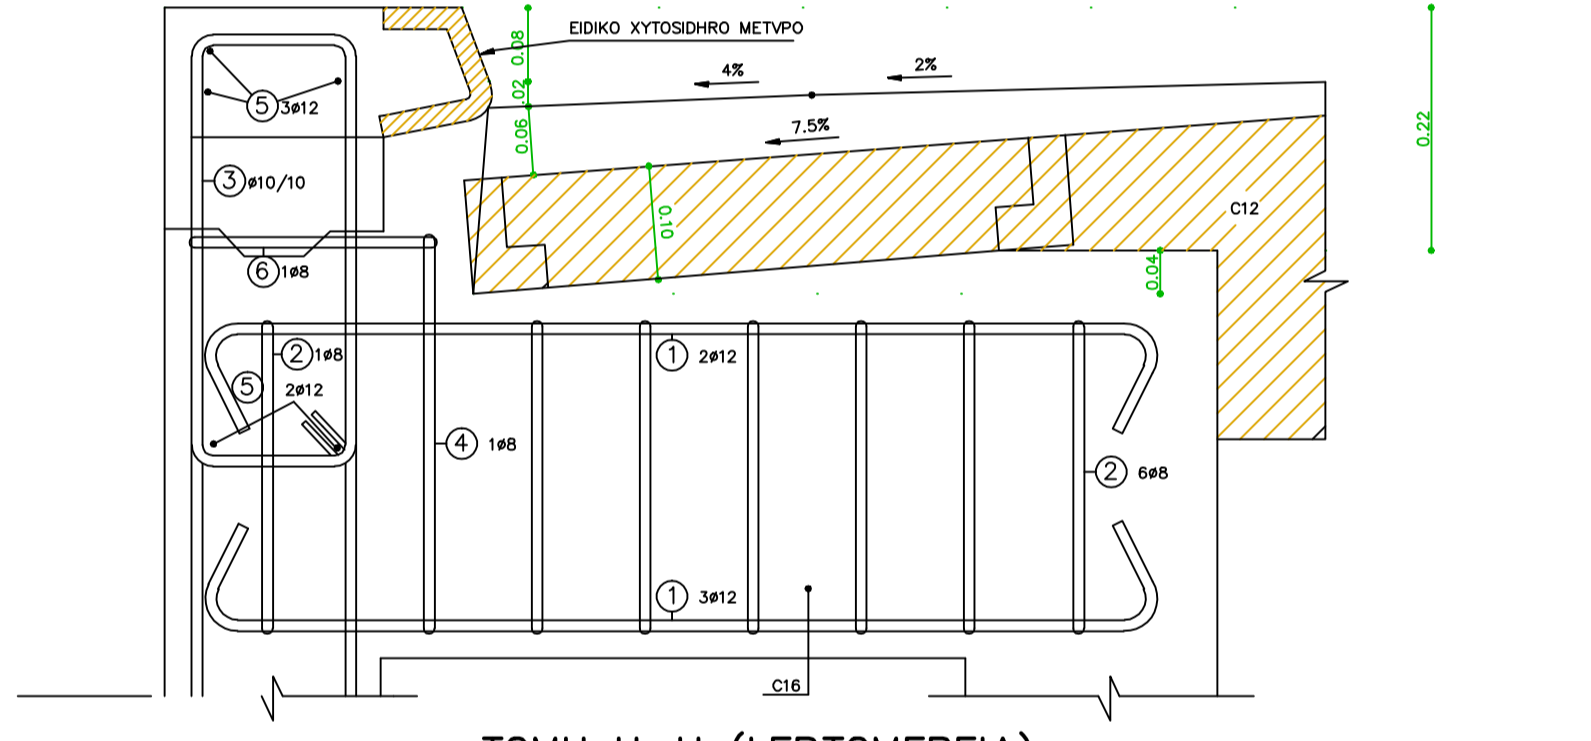 EIDIKO XYTOSIDHRO METVPO
0.08
.02
0.06
4%
2%
7.5%
0.22
5 3ø12
3 ø10/10
0.10
C12
6 1ø8
0.04
2 1ø8
1 2ø12
5 2ø12
4 1ø8
2 6ø8
1 3ø12
C16